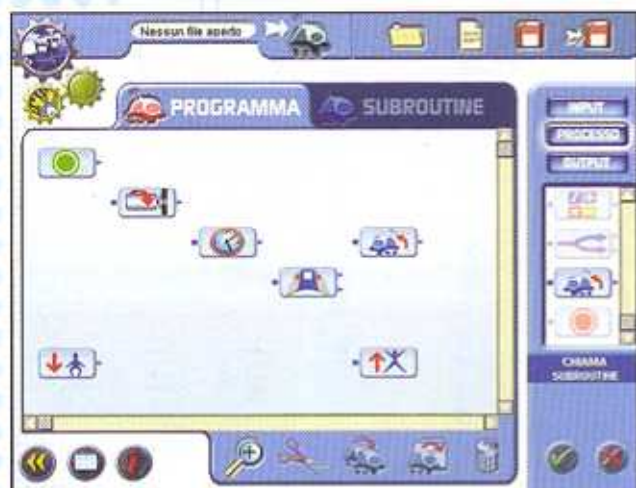 Nessun file aperto
PROGRAMMA
SUBROUTINE
INPUT
PROCESSO
OUTPUT
CHIAMA
SUBROUTINE